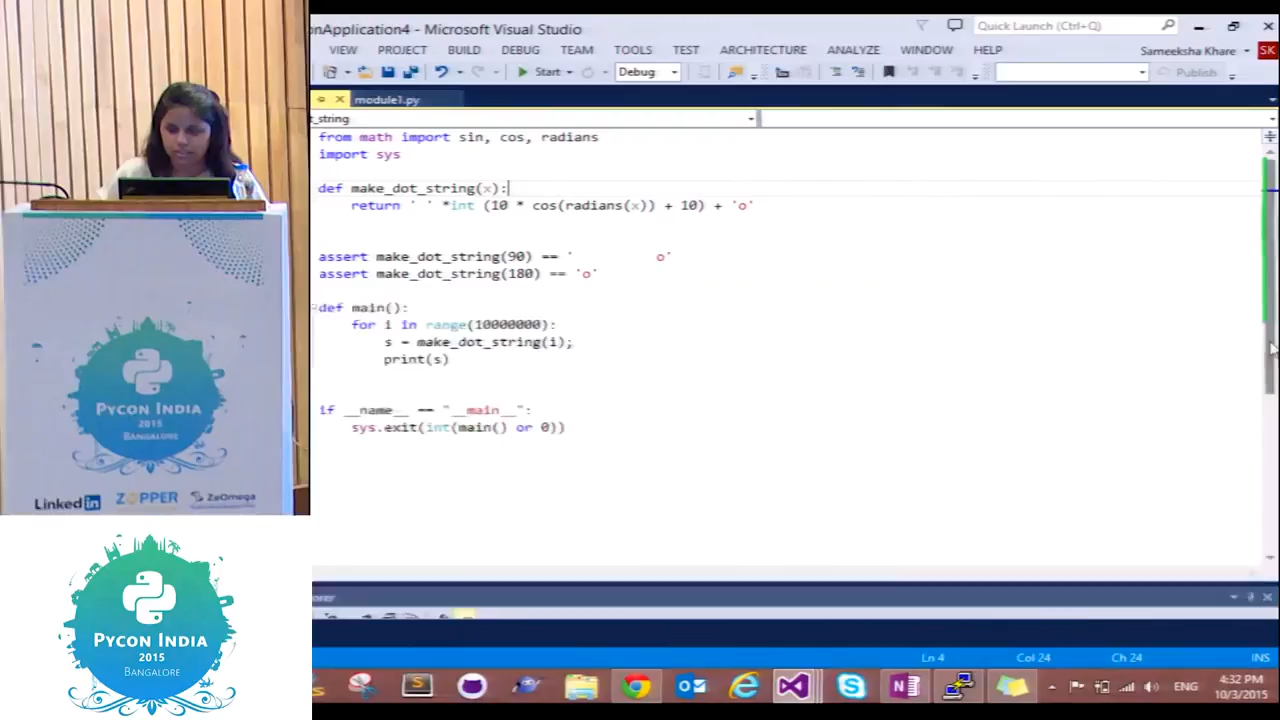 onApplication4 - Microsoft Visual Studio
Quick Launch (Ctrl+Q)
VIEW PROJECT BUILD DEBUG TEAM TOOLS TEST ARCHITECTURE ANALYZE WINDOW HELP
Sameeksha Khare SK
Start Debug Publish
module1.py
t_string
from math import sin, cos, radians
import sys
def make_dot_string(x):
return ' ' *int (10 * cos(radians(x)) + 10) + 'o'
assert make_dot_string(90) == '          o'
assert make_dot_string(180) == 'o'
def main():
for i in range(10000000):
s = make_dot_string(i);
print(s)
if __name__ == "__main__":
sys.exit(int(main() or 0))
orer
Ln 4 Col 24 Ch 24 INS
ENG
4:32 PM
10/3/2015
PYCON INDIA
2015
BANGALORE
Linked in ZOPPER ZeOmega
PYCON INDIA
2015
BANGALORE